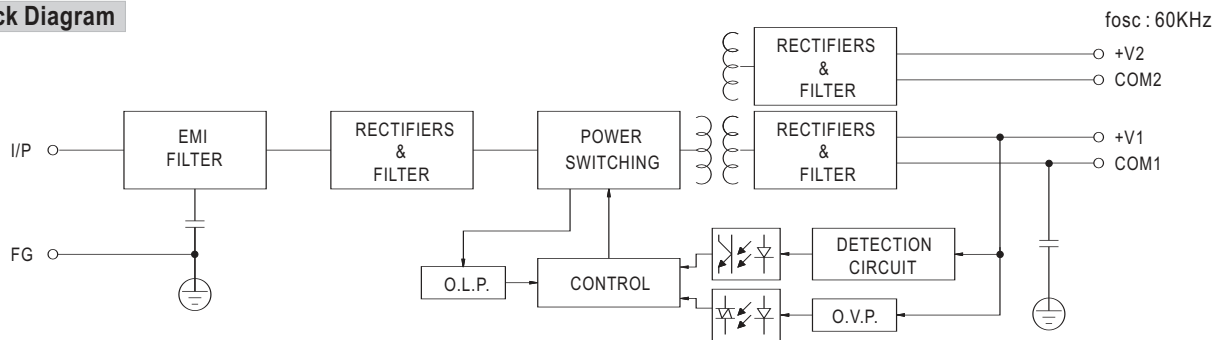 ck Diagram
fosc : 60KHz
RECTIFIERS
&
FILTER
+V2
COM2
I/P
EMI
FILTER
RECTIFIERS
&
FILTER
POWER
SWITCHING
RECTIFIERS
&
FILTER
+V1
COM1
FG
O.L.P.
CONTROL
DETECTION
CIRCUIT
O.V.P.